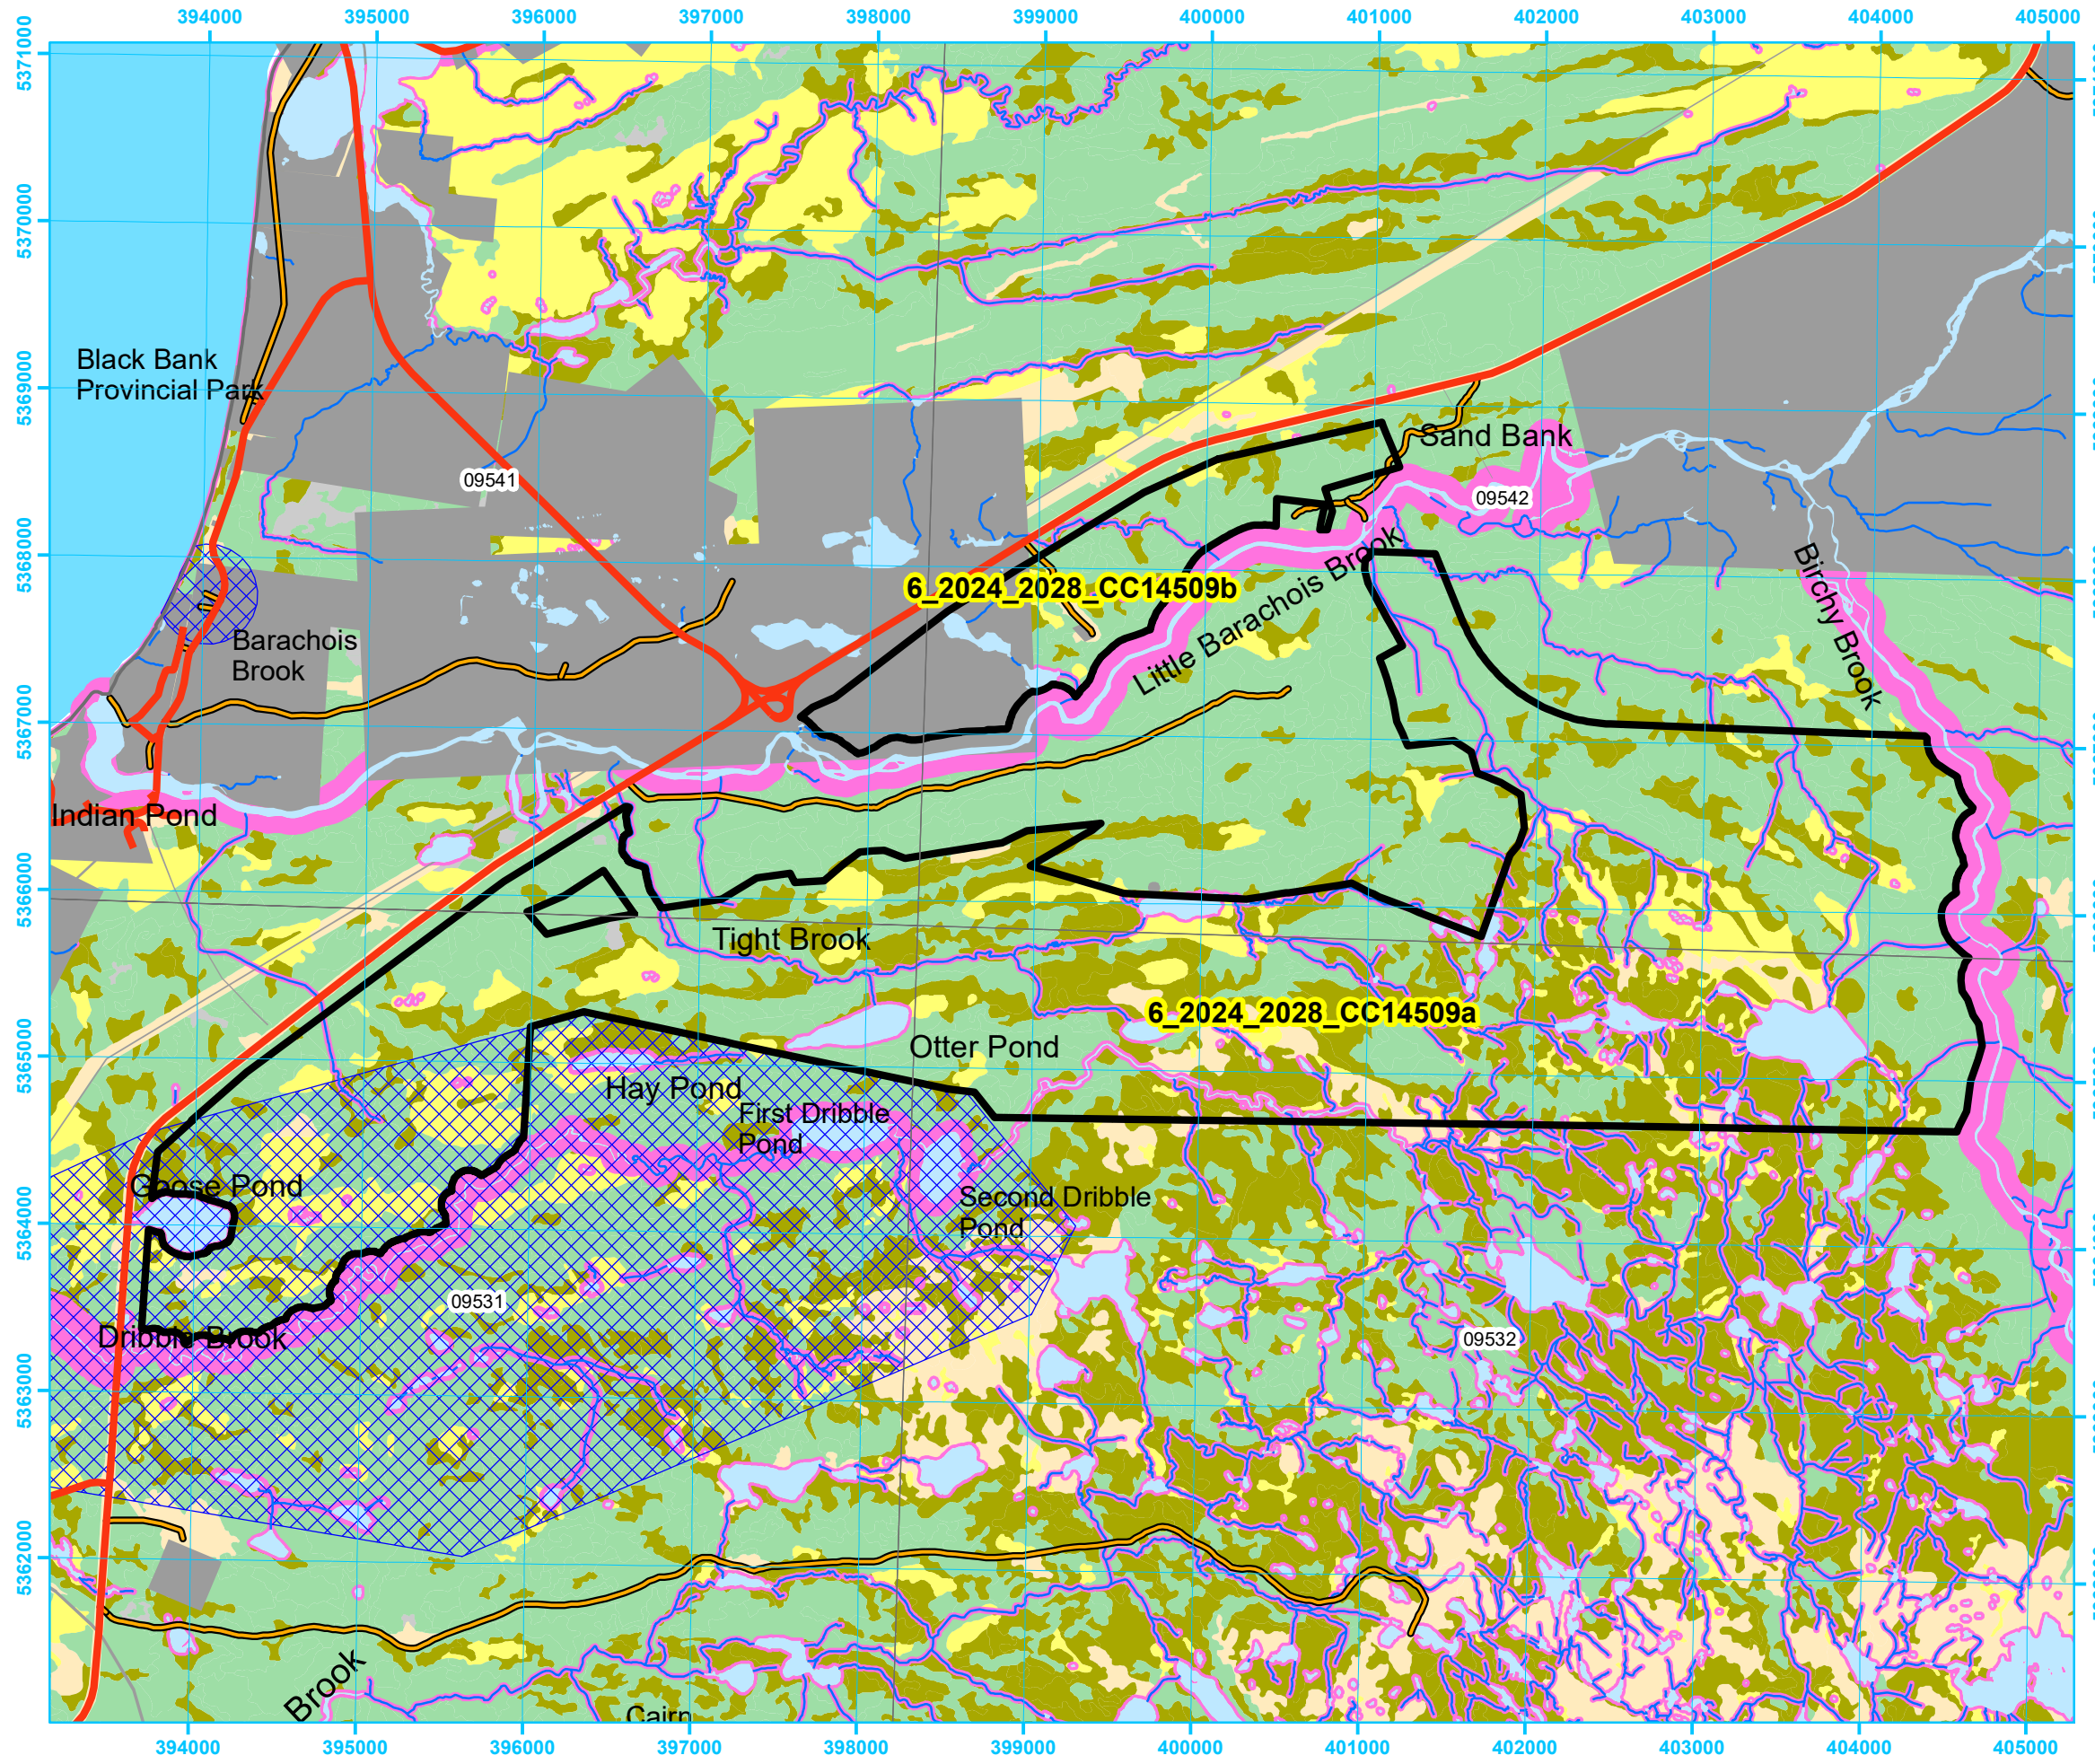 394000 395000 396000 397000 398000 399000 400000 401000 402000 403000 404000 405000
5371000
5370000
5369000
5368000
5367000
5366000
5365000
5364000
5363000
5362000
Black Bank
Provincial Park
Sand Bank
09541
09542
6_2024_2028_CC14509b
Little Barachois Brook
Birchy Brook
Barachois
Brook
Indian Pond
Tight Brook
6_2024_2028_CC14509a
Otter Pond
Hay Pond
First Dribble
Pond
Goose Pond
Second Dribble
Pond
09531
Dribble Brook
09532
Brook
Cairn
394000 395000 396000 397000 398000 399000 400000 401000 402000 403000 404000 405000